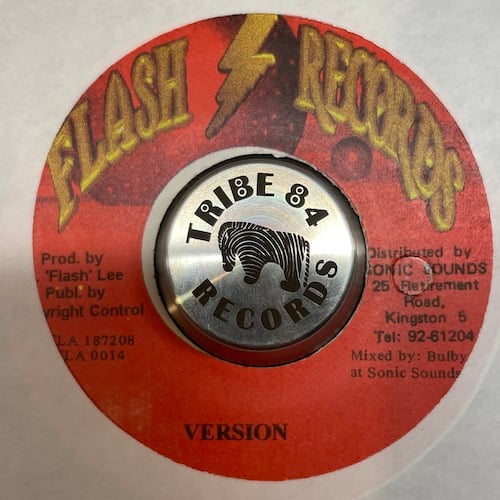 FLASH RECORDS
TRIBE 84
RECORDS
Prod. by
'Flash' Lee
Publ. by
yright Control
LA 187208
LA 0014
Distributed by
SONIC SOUNDS
25 Retirement
Road,
Kingston 5
Tel: 92-61204
Mixed by: Bulby
at Sonic Sounds
VERSION